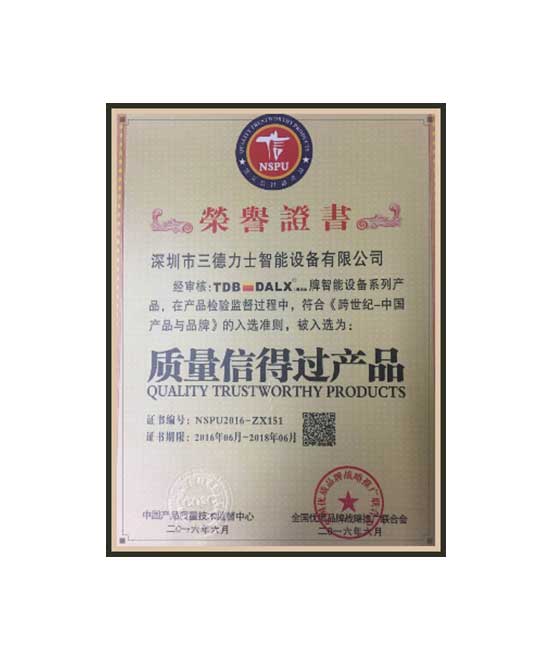 QUALITY TRUSTWORTHY PRODUCTS
NSPU
榮譽證書
深圳市三德力士智能设备有限公司
经审核：TDB DALX 牌智能设备系列产
品，在产品检验监督过程中，符合《跨世纪-中国
产品与品牌》的入选准则，被入选为：
质量信得过产品
QUALITY TRUSTWORTHY PRODUCTS
证书编号：NSPU2016-ZX151
证书期限：2016年06月-2018年06月
中国产品质量技术监督中心
二〇一六年六月
全国优质品牌战略推广联合会
二〇一六年六月